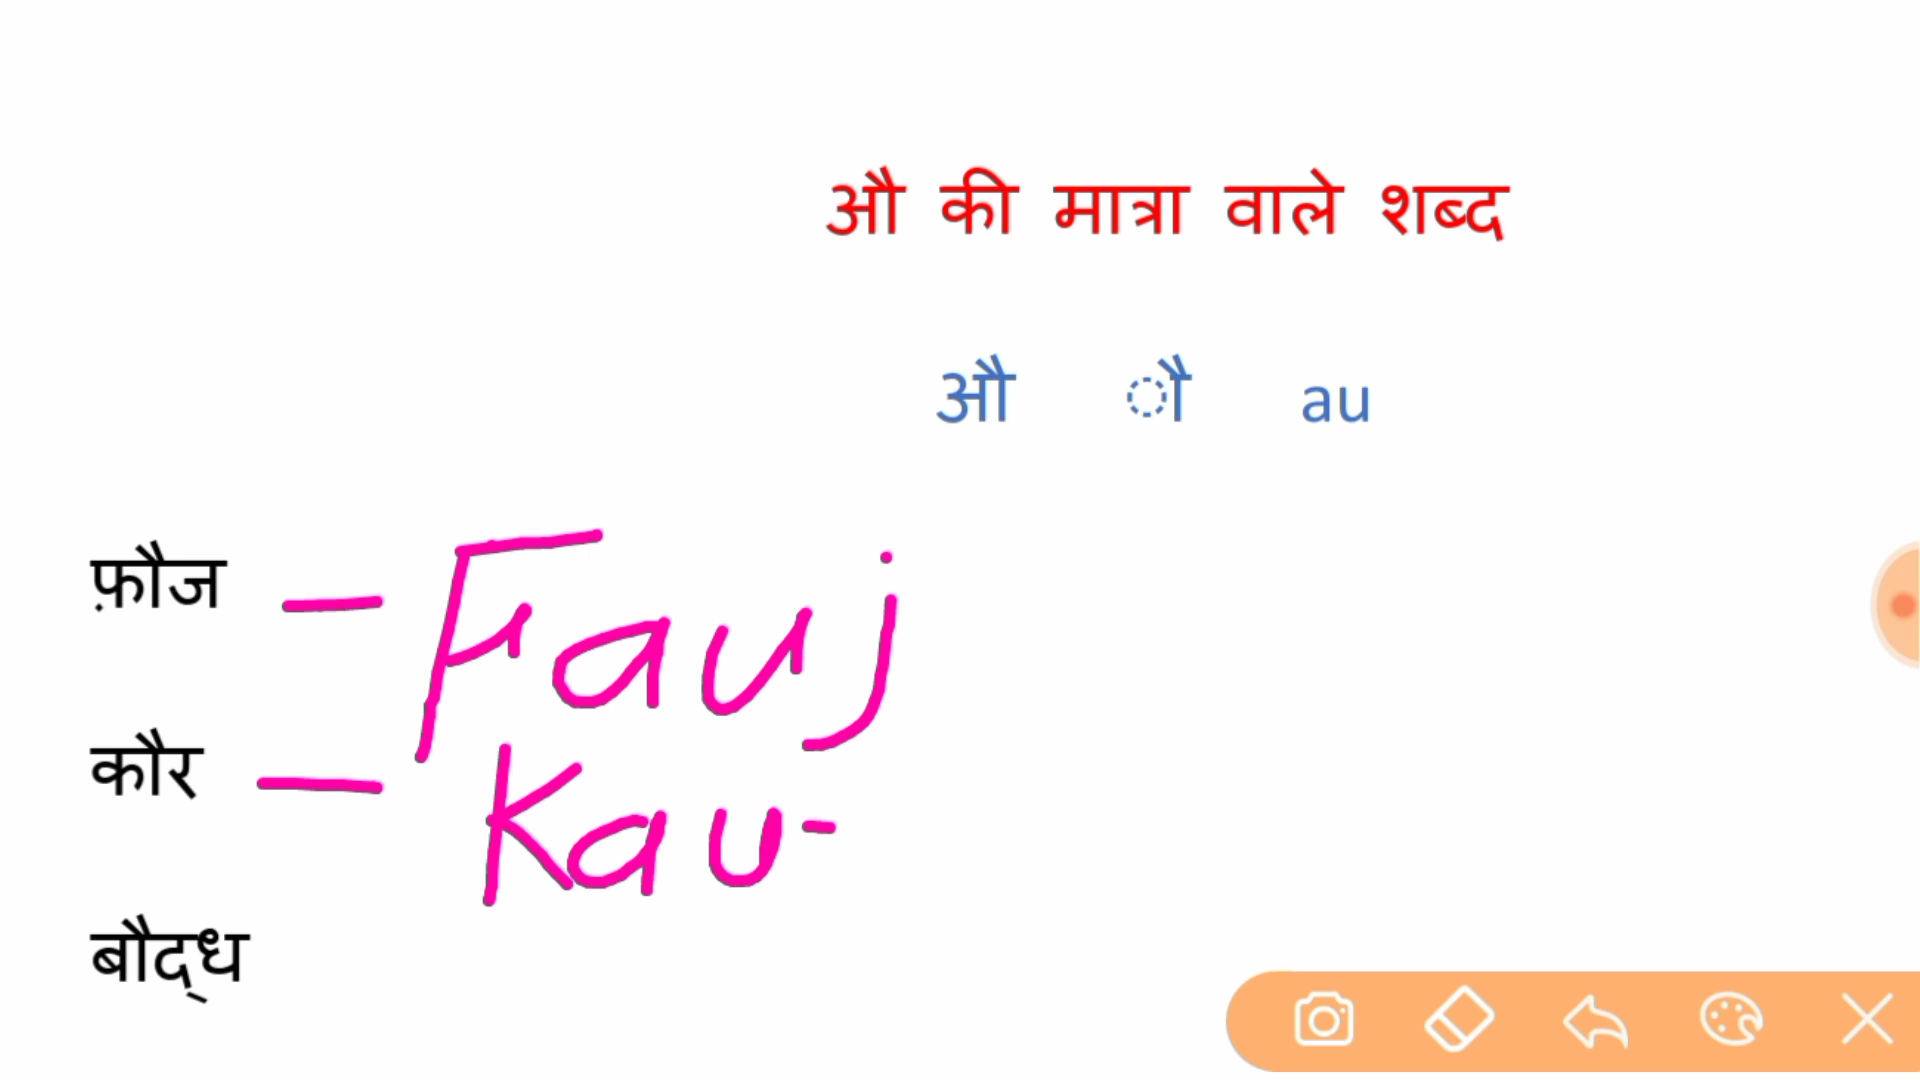 औ की मात्रा वाले शब्द
औ ौ au
फ़ौज — Fauj
कौर — Kau-
बौद्‌ध